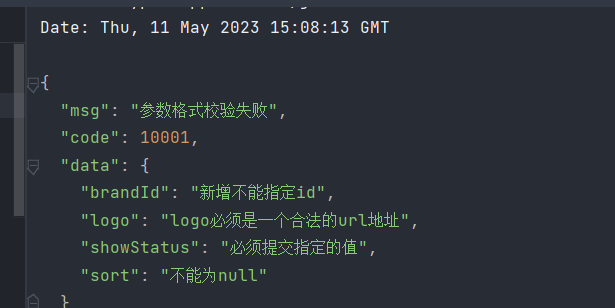 Date: Thu, 11 May 2023 15:08:13 GMT
{
"msg": "参数格式校验失败",
"code": 10001,
"data": {
"brandId": "新增不能指定id",
"logo": "logo必须是一个合法的url地址",
"showStatus": "必须提交指定的值",
"sort": "不能为null"
}